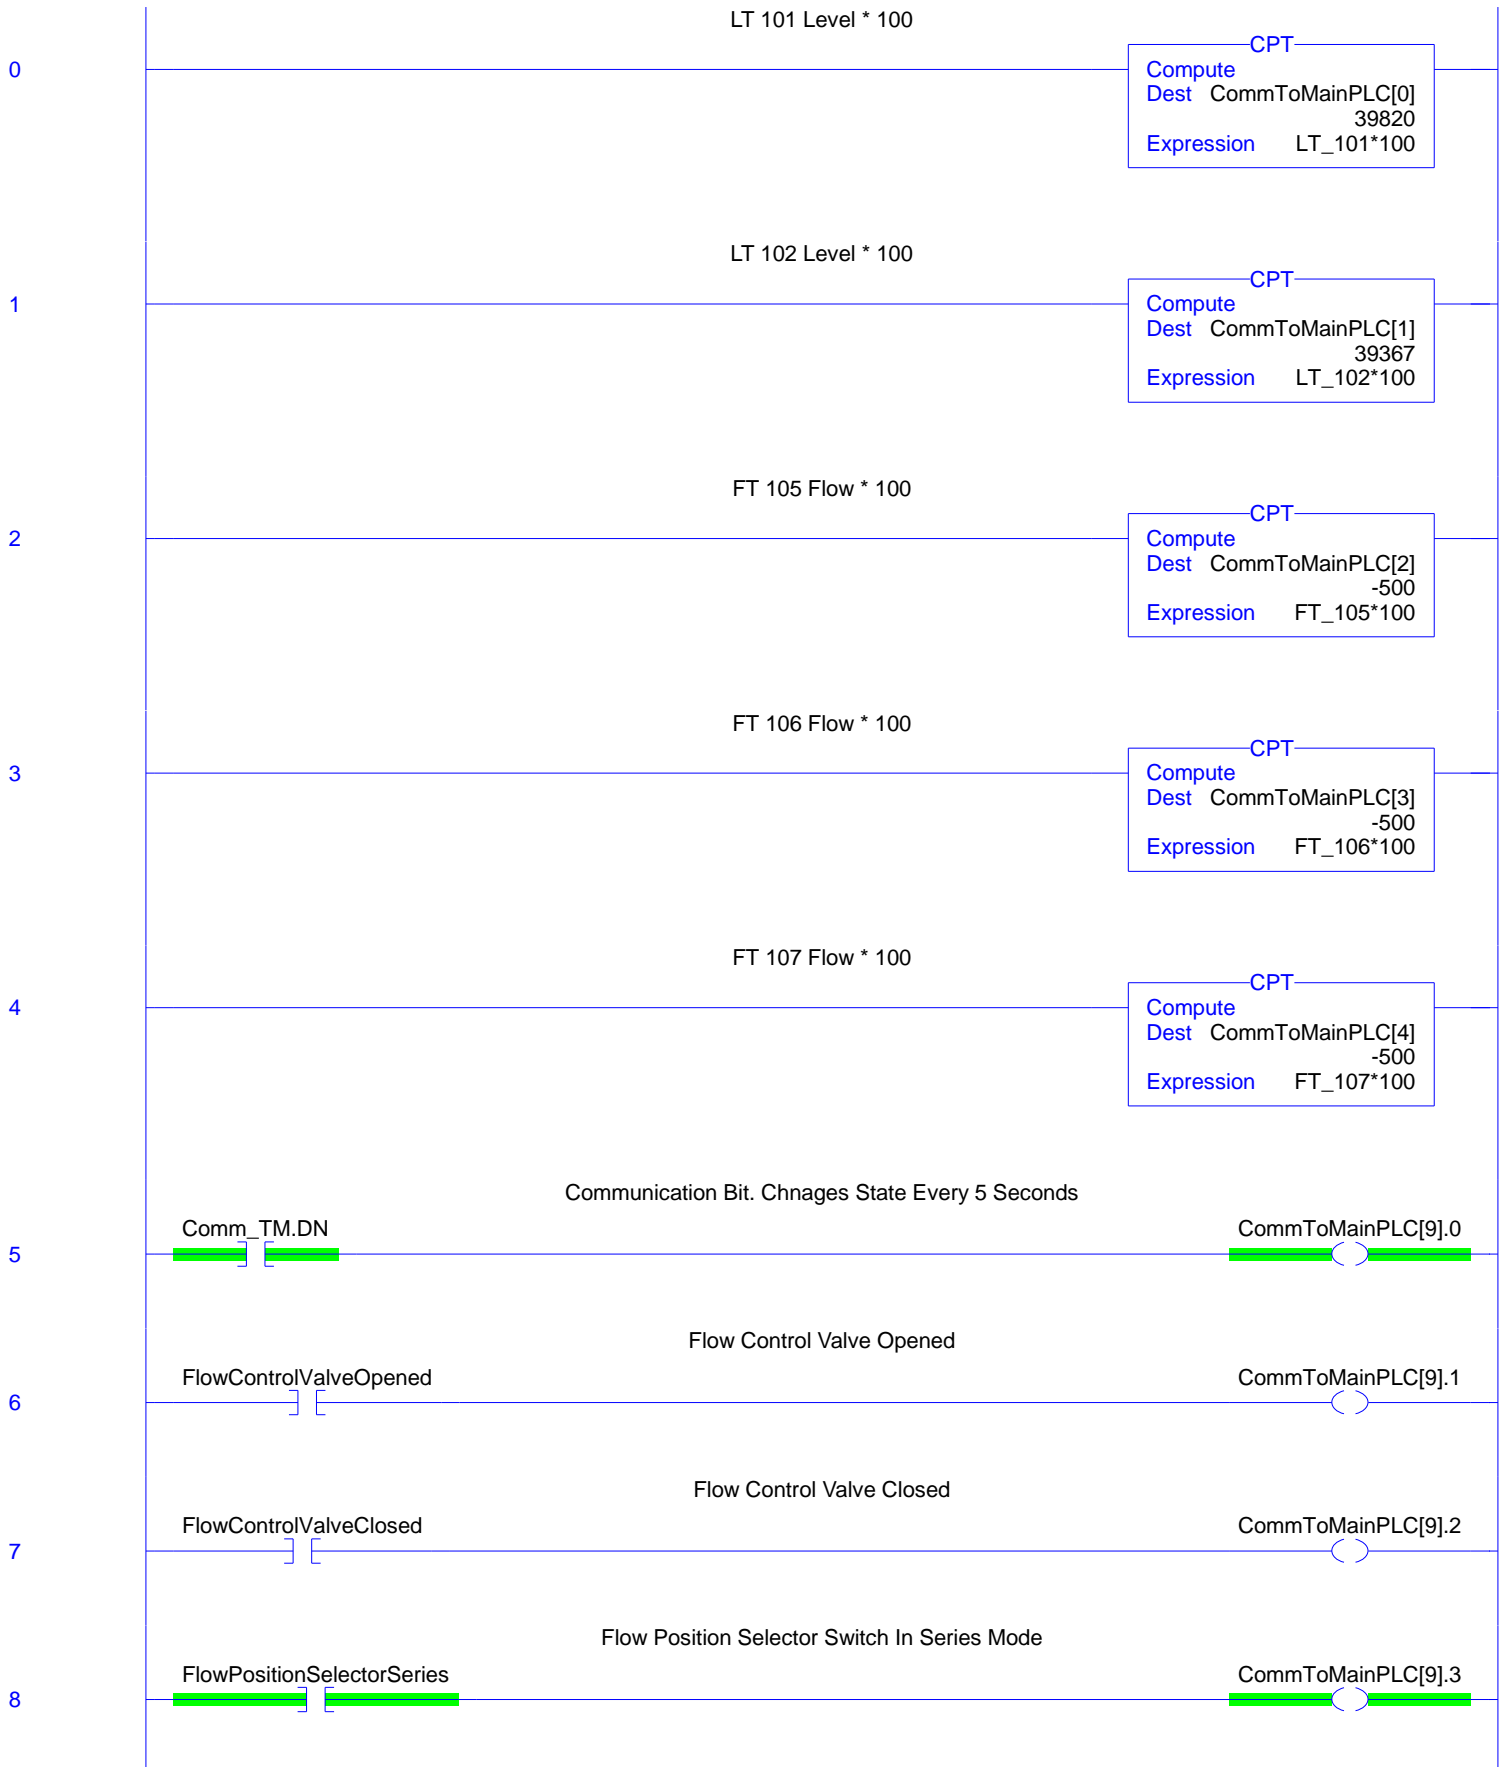 LT 101 Level * 100
0
CPT
Compute
Dest CommToMainPLC[0]
39820
Expression LT_101*100
LT 102 Level * 100
1
CPT
Compute
Dest CommToMainPLC[1]
39367
Expression LT_102*100
FT 105 Flow * 100
2
CPT
Compute
Dest CommToMainPLC[2]
-500
Expression FT_105*100
FT 106 Flow * 100
3
CPT
Compute
Dest CommToMainPLC[3]
-500
Expression FT_106*100
FT 107 Flow * 100
4
CPT
Compute
Dest CommToMainPLC[4]
-500
Expression FT_107*100
Communication Bit. Chnages State Every 5 Seconds
Comm_TM.DN CommToMainPLC[9].0
5
Flow Control Valve Opened
FlowControlValveOpened CommToMainPLC[9].1
6
Flow Control Valve Closed
FlowControlValveClosed CommToMainPLC[9].2
7
Flow Position Selector Switch In Series Mode
FlowPositionSelectorSeries CommToMainPLC[9].3
8